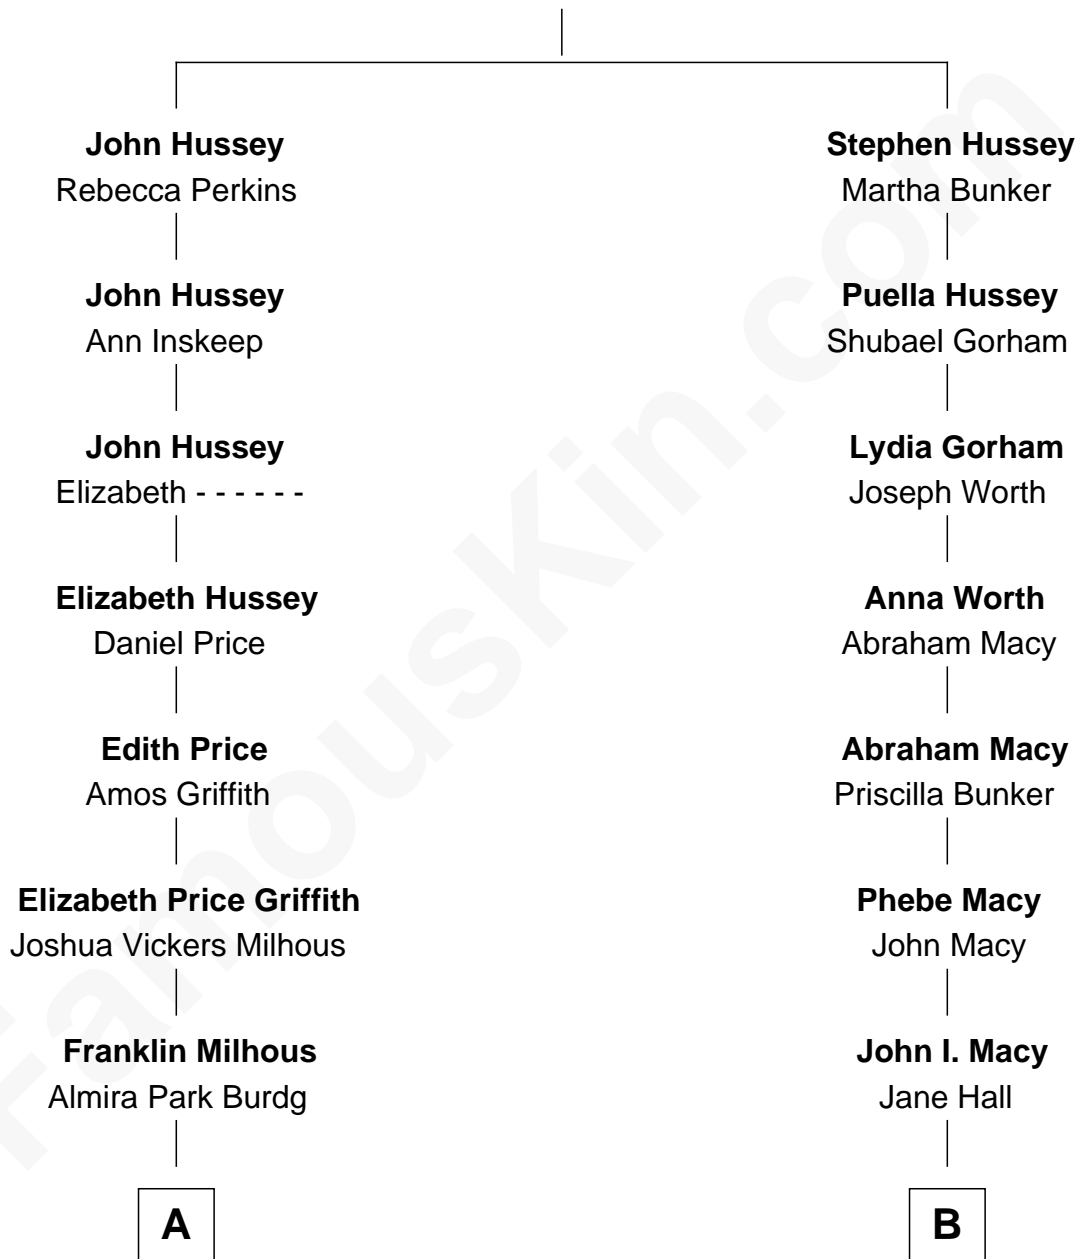 John Hussey
Rebecca Perkins
John Hussey
Ann Inskeep
John Hussey
Elizabeth - - - - - -
Elizabeth Hussey
Daniel Price
Edith Price
Amos Griffith
Elizabeth Price Griffith
Joshua Vickers Milhous
Franklin Milhous
Almira Park Burdg
A
Stephen Hussey
Martha Bunker
Puella Hussey
Shubael Gorham
Lydia Gorham
Joseph Worth
Anna Worth
Abraham Macy
Abraham Macy
Priscilla Bunker
Phebe Macy
John Macy
John I. Macy
Jane Hall
B
FamousKin.com